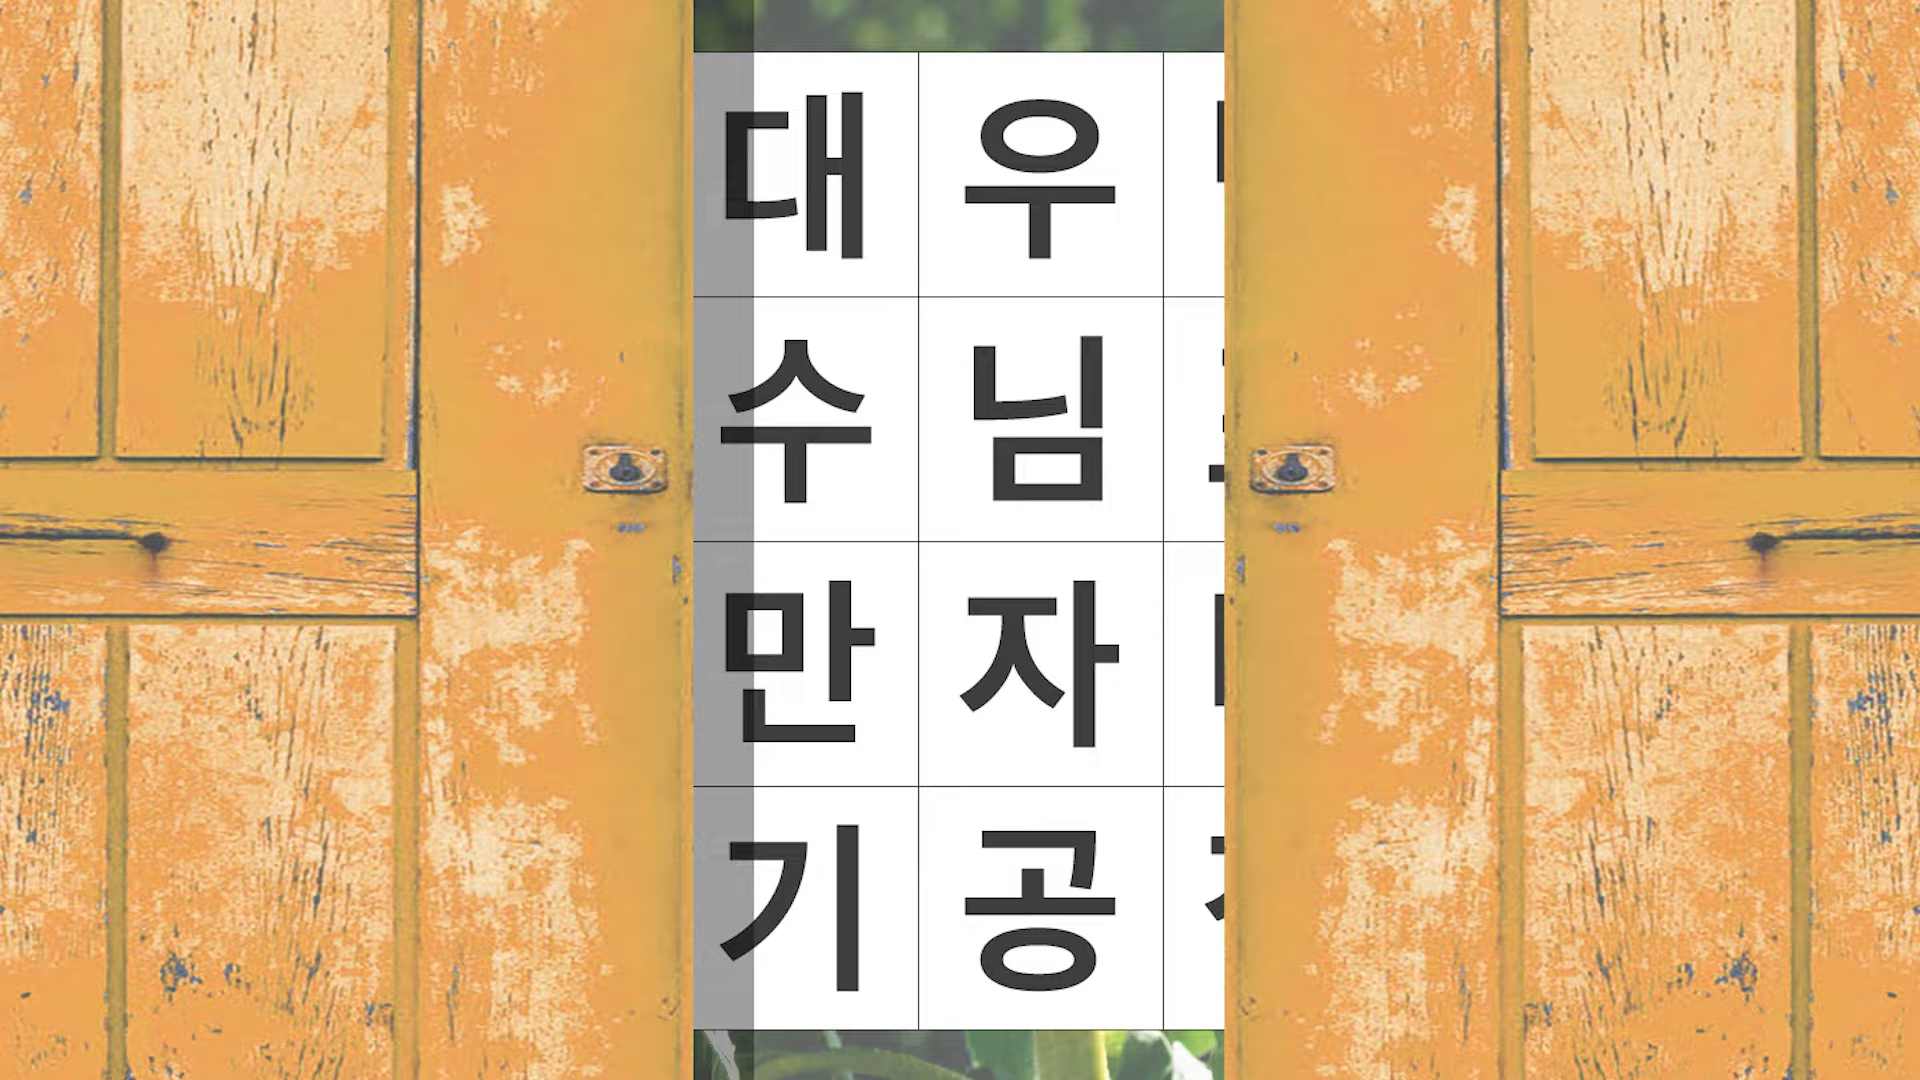 대 우
수 님
만 자
기 공